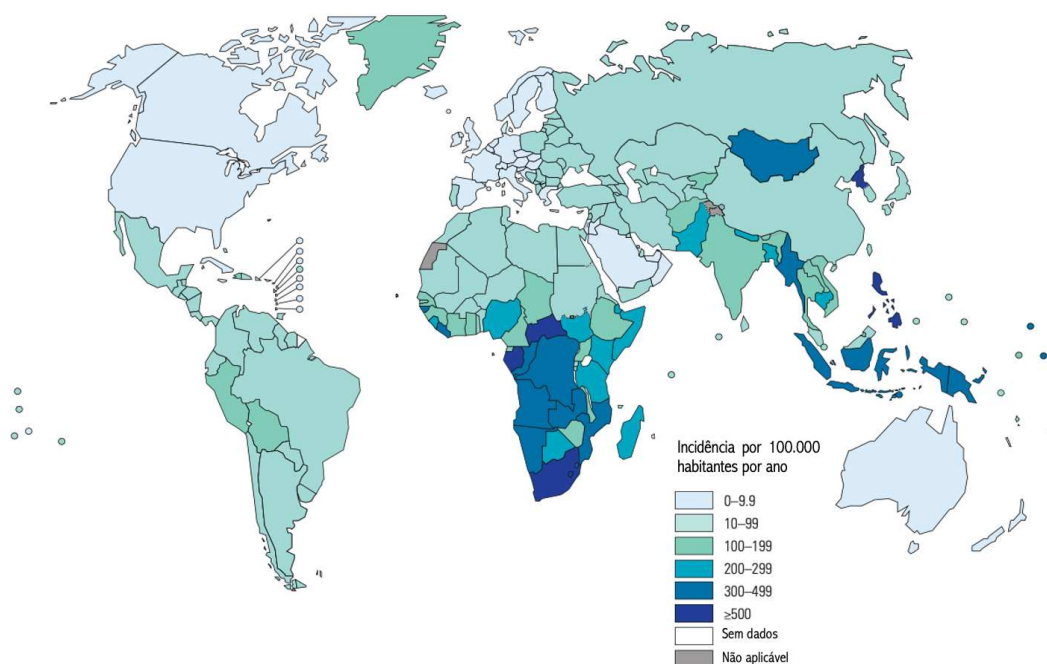 Incidência por 100.000
habitantes por ano
0–9.9
10–99
100–199
200–299
300–499
≥500
Sem dados
Não aplicável